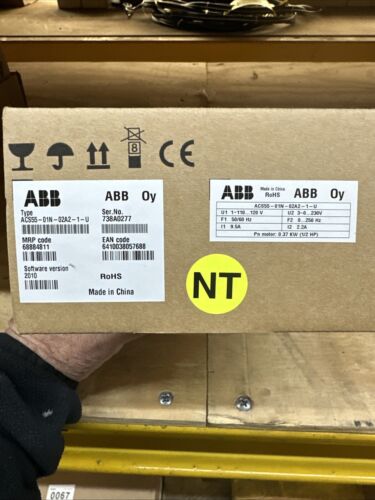 8
CE
ABB
ABB Oy
Type
ACS55-01N-02A2-1-U
Ser.No.
738A0277
MRP code
68884811
EAN code
6410038057688
Software version
2010
RoHS
Made in China
ABB
Made in China
RoHS
ABB Oy
ACS55-01N-02A2-1-U
U1 1~110..120 V
U2 3~0..230V
F1 50/60 Hz
F2 0..250 Hz
I1 9.5A
I2 2.2A
Pn motor: 0.37 KW (1/2 HP)
NT
0067